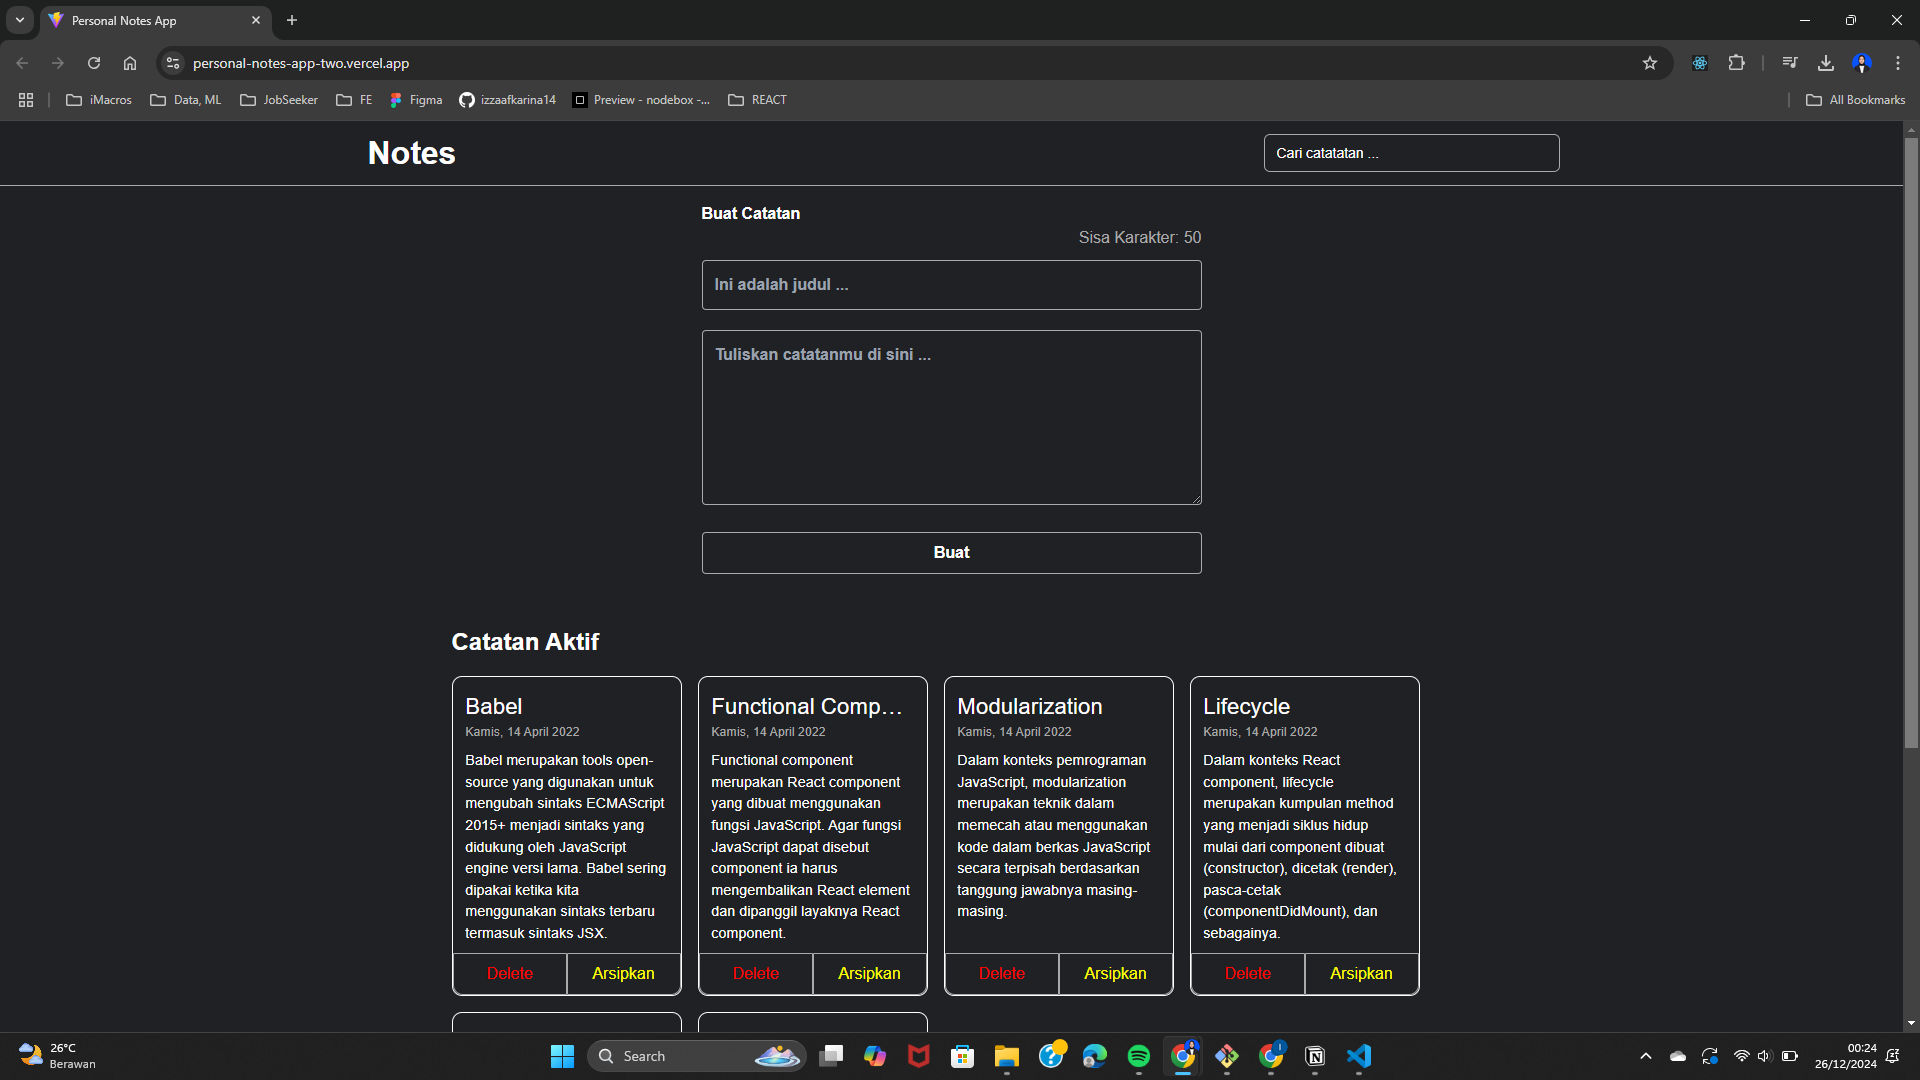 Personal Notes App
personal-notes-app-two.vercel.app
iMacros
Data, ML
JobSeeker
FE
Figma
izzaafkarina14
Preview - nodebox -...
REACT
All Bookmarks
Notes
Cari catatatan ...
Buat Catatan
Sisa Karakter: 50
Ini adalah judul ...
Tuliskan catatanmu di sini ...
Buat
Catatan Aktif
Babel
Kamis, 14 April 2022
Babel merupakan tools open-
source yang digunakan untuk
mengubah sintaks ECMAScript
2015+ menjadi sintaks yang
didukung oleh JavaScript
engine versi lama. Babel sering
dipakai ketika kita
menggunakan sintaks terbaru
termasuk sintaks JSX.
Delete
Arsipkan
Functional Comp...
Kamis, 14 April 2022
Functional component
merupakan React component
yang dibuat menggunakan
fungsi JavaScript. Agar fungsi
JavaScript dapat disebut
component ia harus
mengembalikan React element
dan dipanggil layaknya React
component.
Delete
Arsipkan
Modularization
Kamis, 14 April 2022
Dalam konteks pemrograman
JavaScript, modularization
merupakan teknik dalam
memecah atau menggunakan
kode dalam berkas JavaScript
secara terpisah berdasarkan
tanggung jawabnya masing-
masing.
Delete
Arsipkan
Lifecycle
Kamis, 14 April 2022
Dalam konteks React
component, lifecycle
merupakan kumpulan method
yang menjadi siklus hidup
mulai dari component dibuat
(constructor), dicetak (render),
pasca-cetak
(componentDidMount), dan
sebagainya.
Delete
Arsipkan
26°C
Berawan
Search
00:24
26/12/2024